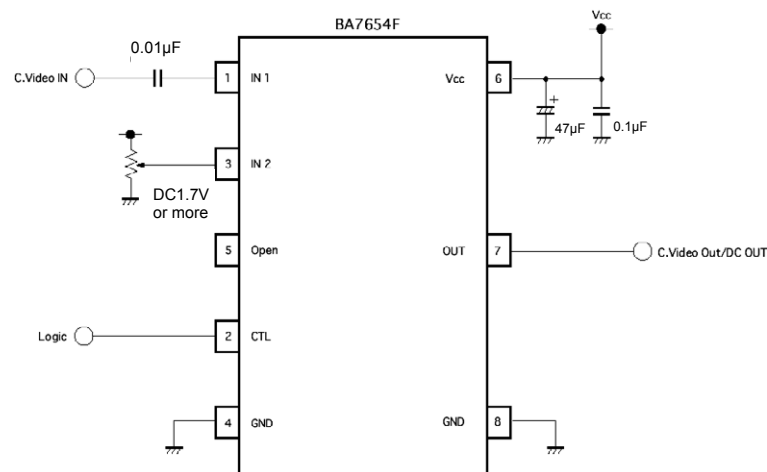 BA7654F
Vcc
0.01µF
C.Video IN
1
IN 1
Vcc
6
+
47µF
0.1µF
3
IN 2
DC1.7V
or more
5
Open
OUT
7
C.Video Out/DC OUT
Logic
2
CTL
4
GND
GND
8